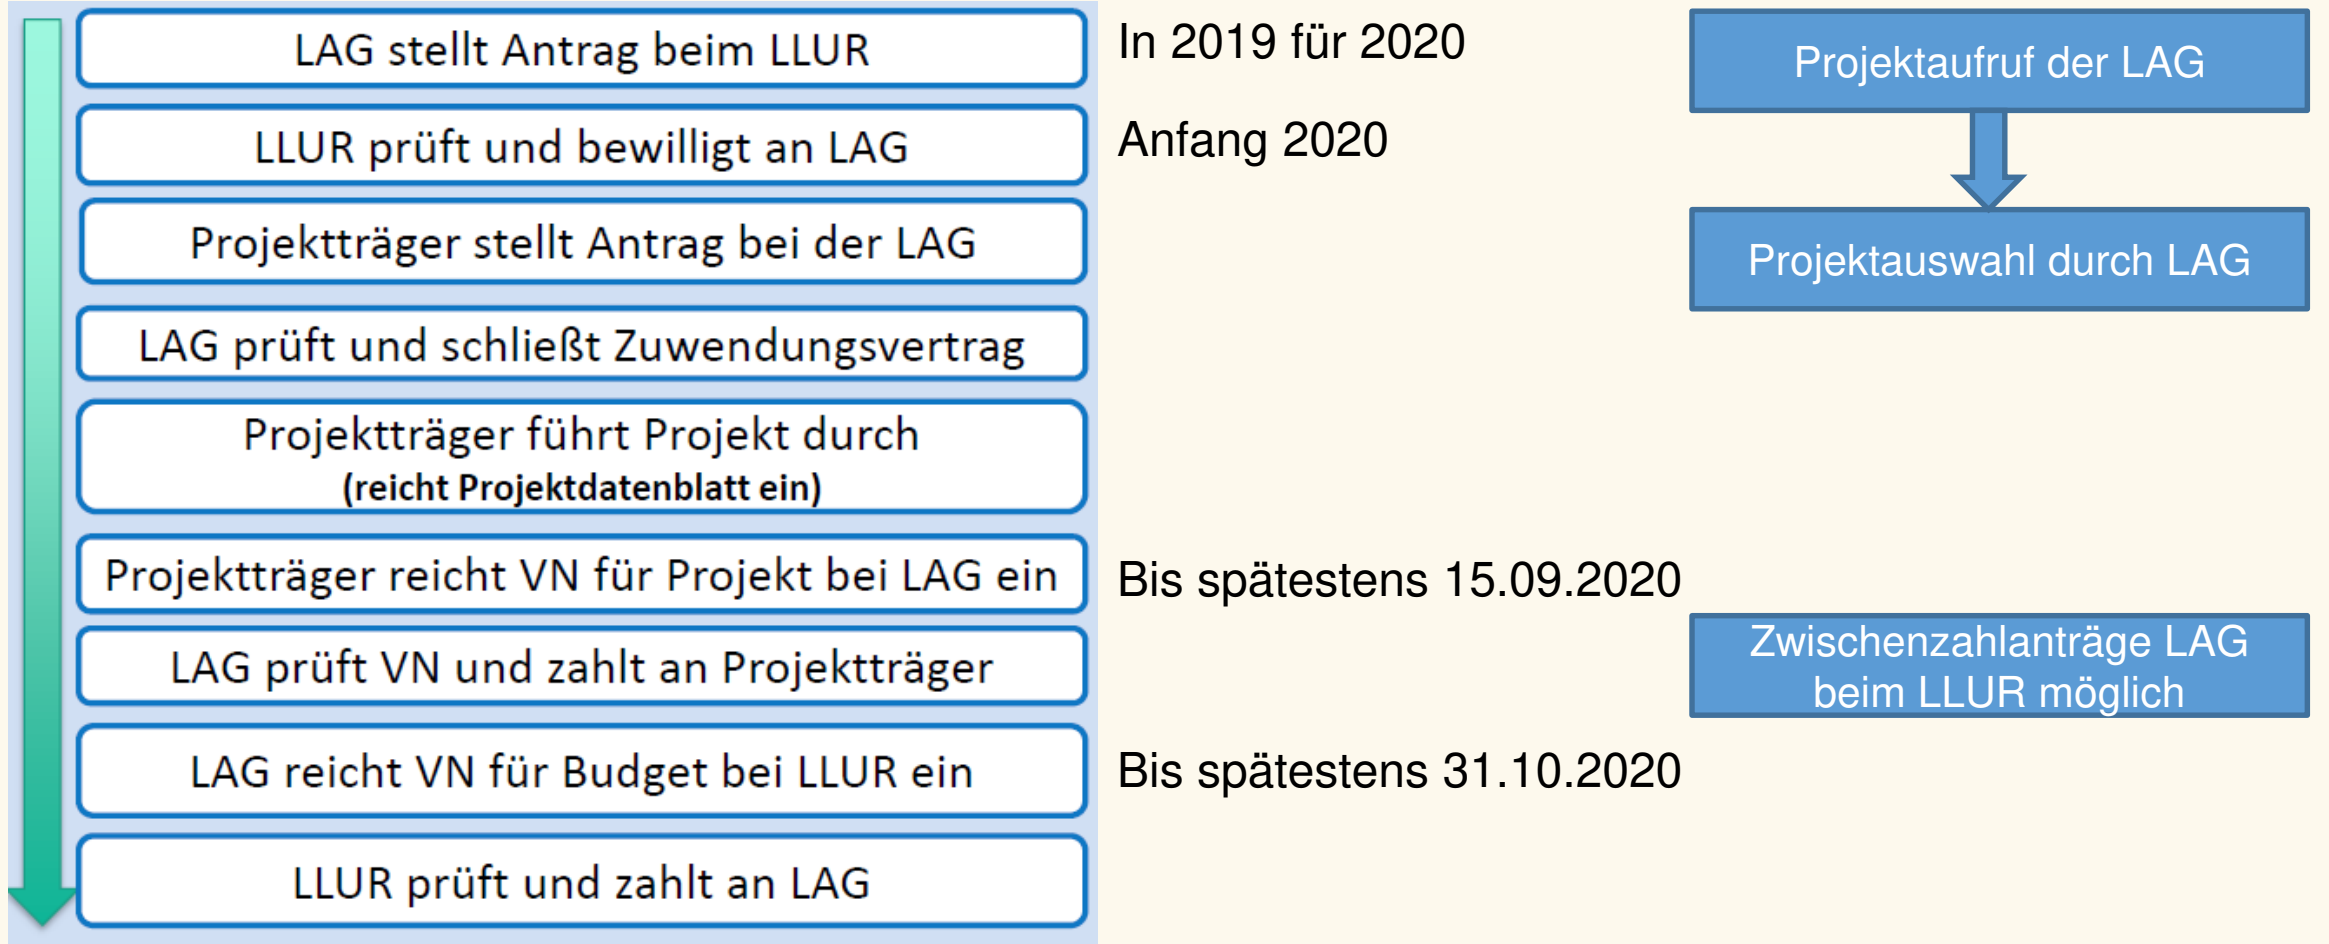 LAG stellt Antrag beim LLUR
In 2019 für 2020
Projektaufruf der LAG
LLUR prüft und bewilligt an LAG
Anfang 2020
Projektträger stellt Antrag bei der LAG
Projektauswahl durch LAG
LAG prüft und schließt Zuwendungsvertrag
Projektträger führt Projekt durch
(reicht Projektdatenblatt ein)
Projektträger reicht VN für Projekt bei LAG ein
Bis spätestens 15.09.2020
LAG prüft VN und zahlt an Projektträger
Zwischenzahlanträge LAG
beim LLUR möglich
LAG reicht VN für Budget bei LLUR ein
Bis spätestens 31.10.2020
LLUR prüft und zahlt an LAG